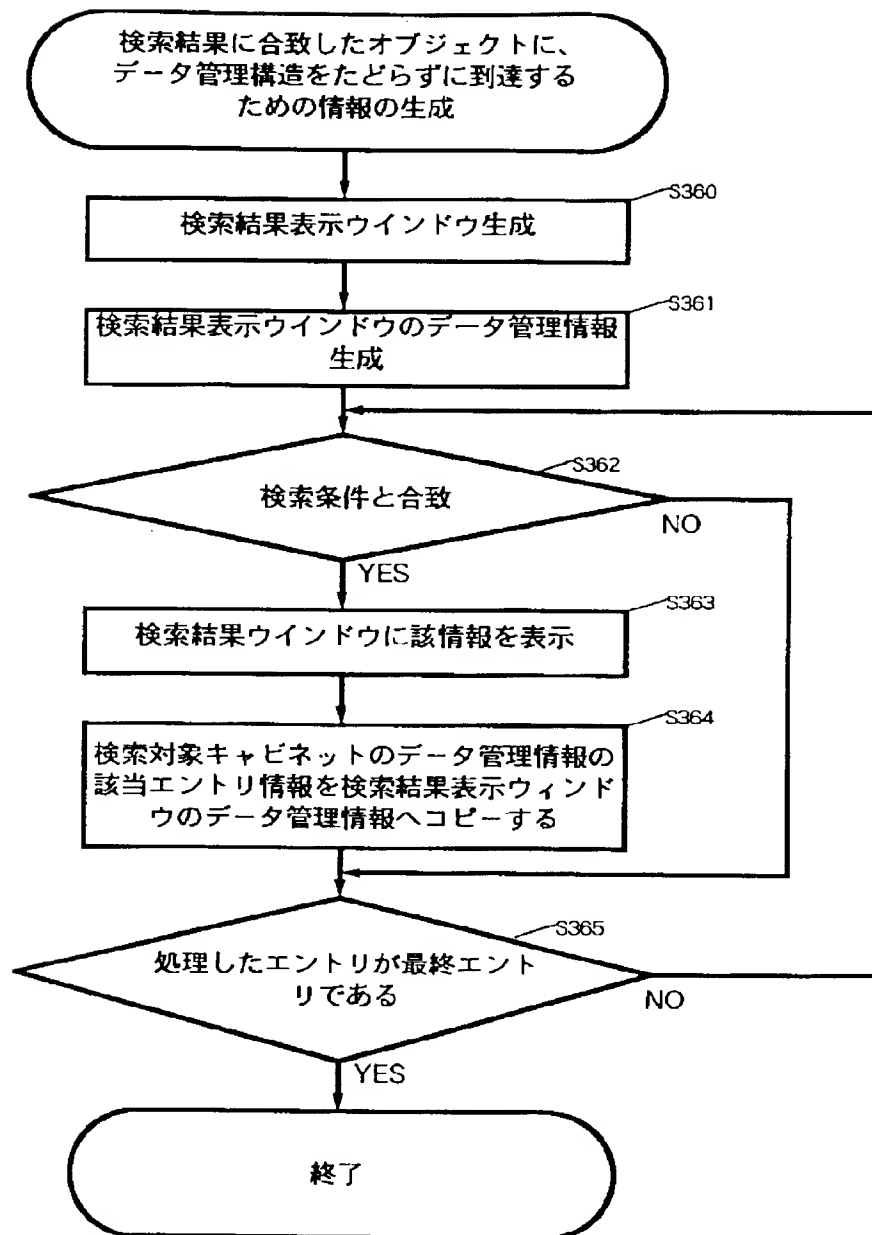 検索結果に合致したオブジェクトに、
データ管理構造をたどらずに到達する
ための情報の生成
S360
検索結果表示ウインドウ生成
S361
検索結果表示ウインドウのデータ管理情報
生成
S362
検索条件と合致
NO
YES
S363
検索結果ウインドウに該情報を表示
S364
検索対象キャビネットのデータ管理情報の
該当エントリ情報を検索結果表示ウィンド
ウのデータ管理情報へコピーする
S365
処理したエントリが最終エント
リである
NO
YES
終了